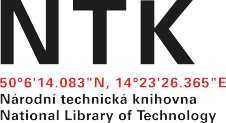 NTK
50°6'14.083"N, 14°23'26.365"E
Národní technická knihovna
National Library of Technology